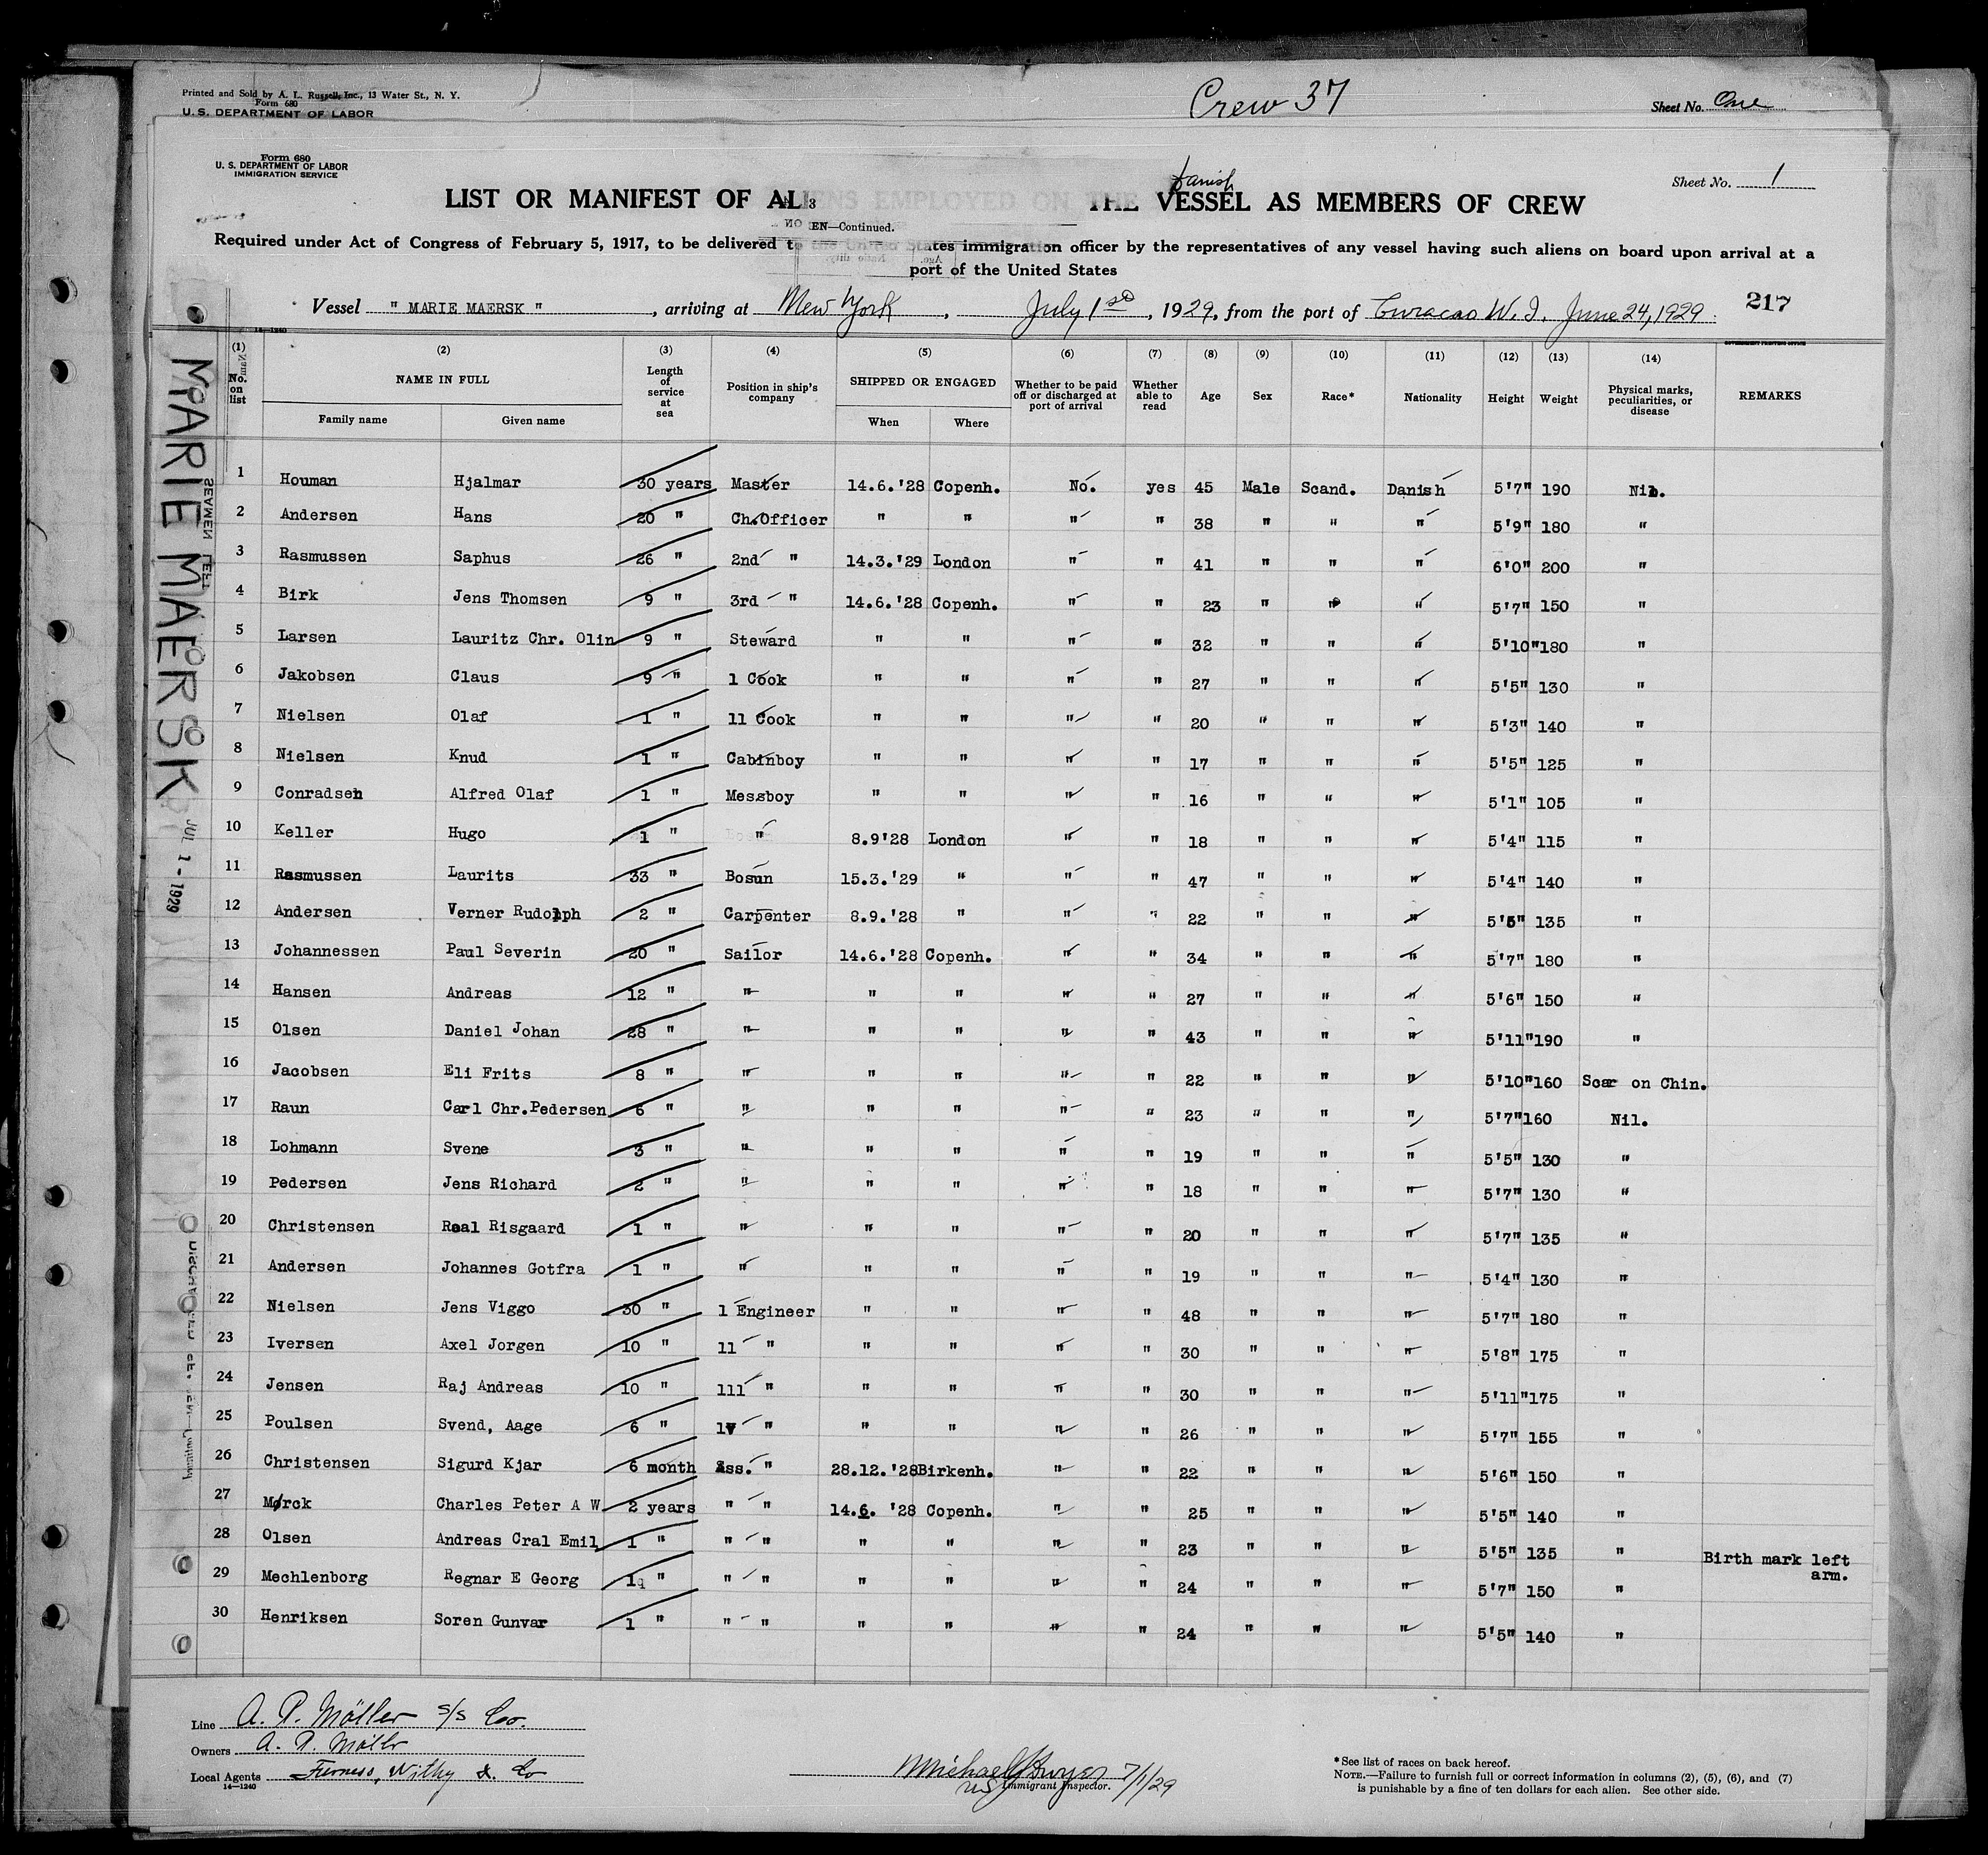 Printed and Sold by A. L. Russell, Inc., 13 Water St., N. Y.
Form 680
U. S. DEPARTMENT OF LABOR
Crew 37
Sheet No. One
Form 680
U. S. DEPARTMENT OF LABOR
IMMIGRATION SERVICE
Sheet No. 1
Danish
LIST OR MANIFEST OF ALIENS EMPLOYED ON THE VESSEL AS MEMBERS OF CREW
EN—Continued.
Required under Act of Congress of February 5, 1917, to be delivered to the United States immigration officer by the representatives of any vessel having such aliens on board upon arrival at a
port of the United States
Vessel " MARIE MAERSK ", arriving at New York, July 1st, 1929, from the port of Curacao W. I. June 24, 1929. 217
(1) (2) (3) (4) (5) (6) (7) (8) (9) (10) (11) (12) (13) (14)
No. on list NAME IN FULL Family name Given name Length of service at sea Position in ship's company SHIPPED OR ENGAGED When Where Whether to be paid off or discharged at port of arrival Whether able to read Age Sex Race* Nationality Height Weight Physical marks, peculiarities, or disease REMARKS
1 Houman Hjalmar 30 years Master 14.6.'28 Copenh. No. yes 45 Male Scand. Danish 5'7" 190 Nil.
2 Andersen Hans 20 " Ch.Officer " " " " 38 " " " 5'9" 180 "
3 Rasmussen Saphus 26 " 2nd " 14.3.'29 London " " 41 " " " 6'0" 200 "
4 Birk Jens Thomsen 9 " 3rd " 14.6.'28 Copenh. " " 23 " " " 5'7" 150 "
5 Larsen Lauritz Chr. Olin 9 " Steward " " " " 32 " " " 5'10" 180 "
6 Jakobsen Claus 9 " 1 Cook " " " " 27 " " " 5'5" 130 "
7 Nielsen Olaf 1 " 11 Cook " " " " 20 " " " 5'3" 140 "
8 Nielsen Knud 1 " Cabinboy " " " " 17 " " " 5'5" 125 "
9 Conradsen Alfred Olaf 1 " Messboy " " " " 16 " " " 5'1" 105 "
10 Keller Hugo 1 " " 8.9'28 London " " 18 " " " 5'4" 115 "
11 Rasmussen Laurits 33 " Bosun 15.3.'29 " " " 47 " " " 5'4" 140 "
12 Andersen Verner Rudolph 2 " Carpenter 8.9.'28 " " " 22 " " " 5'5" 135 "
13 Johannessen Paul Severin 20 " Sailor 14.6.'28 Copenh. " " 34 " " " 5'7" 180 "
14 Hansen Andreas 12 " " " " " " 27 " " " 5'6" 150 "
15 Olsen Daniel Johan 28 " " " " " " 43 " " " 5'11" 190 "
16 Jacobsen Eli Frits 8 " " " " " " 22 " " " 5'10" 160 Scar on Chin.
17 Raun Carl Chr.Pedersen 6 " " " " " " 23 " " " 5'7" 160 Nil.
18 Lohmann Svene 3 " " " " " " 19 " " " 5'5" 130 "
19 Pedersen Jens Richard 2 " " " " " " 18 " " " 5'7" 130 "
20 Christensen Roal Risgaard 1 " " " " " " 20 " " " 5'7" 135 "
21 Andersen Johannes Gotfra 1 " " " " " " 19 " " " 5'4" 130 "
22 Nielsen Jens Viggo 30 " 1 Engineer " " " " 48 " " " 5'7" 180 "
23 Iversen Axel Jorgen 10 " 11 " " " " " 30 " " " 5'8" 175 "
24 Jensen Raj Andreas 10 " 111 " " " " " 30 " " " 5'11" 175 "
25 Poulsen Svend, Aage 6 " 1V " " " " " 26 " " " 5'7" 155 "
26 Christensen Sigurd Kjar 6 month Ass. " 28.12.'28 Birkenh. " " 22 " " " 5'6" 150 "
27 Mørck Charles Peter A W 2 years " " 14.6. '28 Copenh. " " 25 " " " 5'5" 140 "
28 Olsen Andreas Cral Emil 1 " " " " " " " 23 " " " 5'5" 135 " Birth mark left
29 Mechlenborg Regnar E Georg 1 " " " " " " " 24 " " " 5'7" 150 " arm.
30 Henriksen Soren Gunvar 1 " " " " " " " 24 " " " 5'5" 140 "
MARIE MAERSK
JUL 1 - 1929
Line A. P. Möller S/S Co.
Owners A. P. Möller
Local Agents Furness, Withy & Co
14—1240
Michael J Dwyer 7/1/29
US Immigrant Inspector.
*See list of races on back hereof.
NOTE.—Failure to furnish full or correct information in columns (2), (5), (6), and (7)
is punishable by a fine of ten dollars for each alien. See other side.